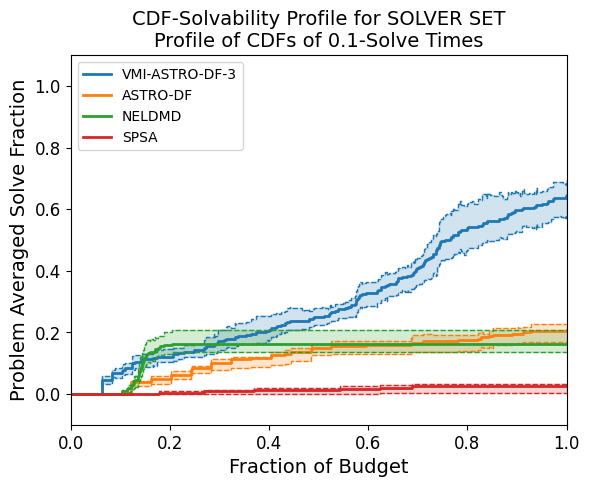 CDF-Solvability Profile for SOLVER SET
Profile of CDFs of 0.1-Solve Times
VMI-ASTRO-DF-3
ASTRO-DF
NELDMD
SPSA
Problem Averaged Solve Fraction
1.0
0.8
0.6
0.4
0.2
0.0
0.0 0.2 0.4 0.6 0.8 1.0
Fraction of Budget